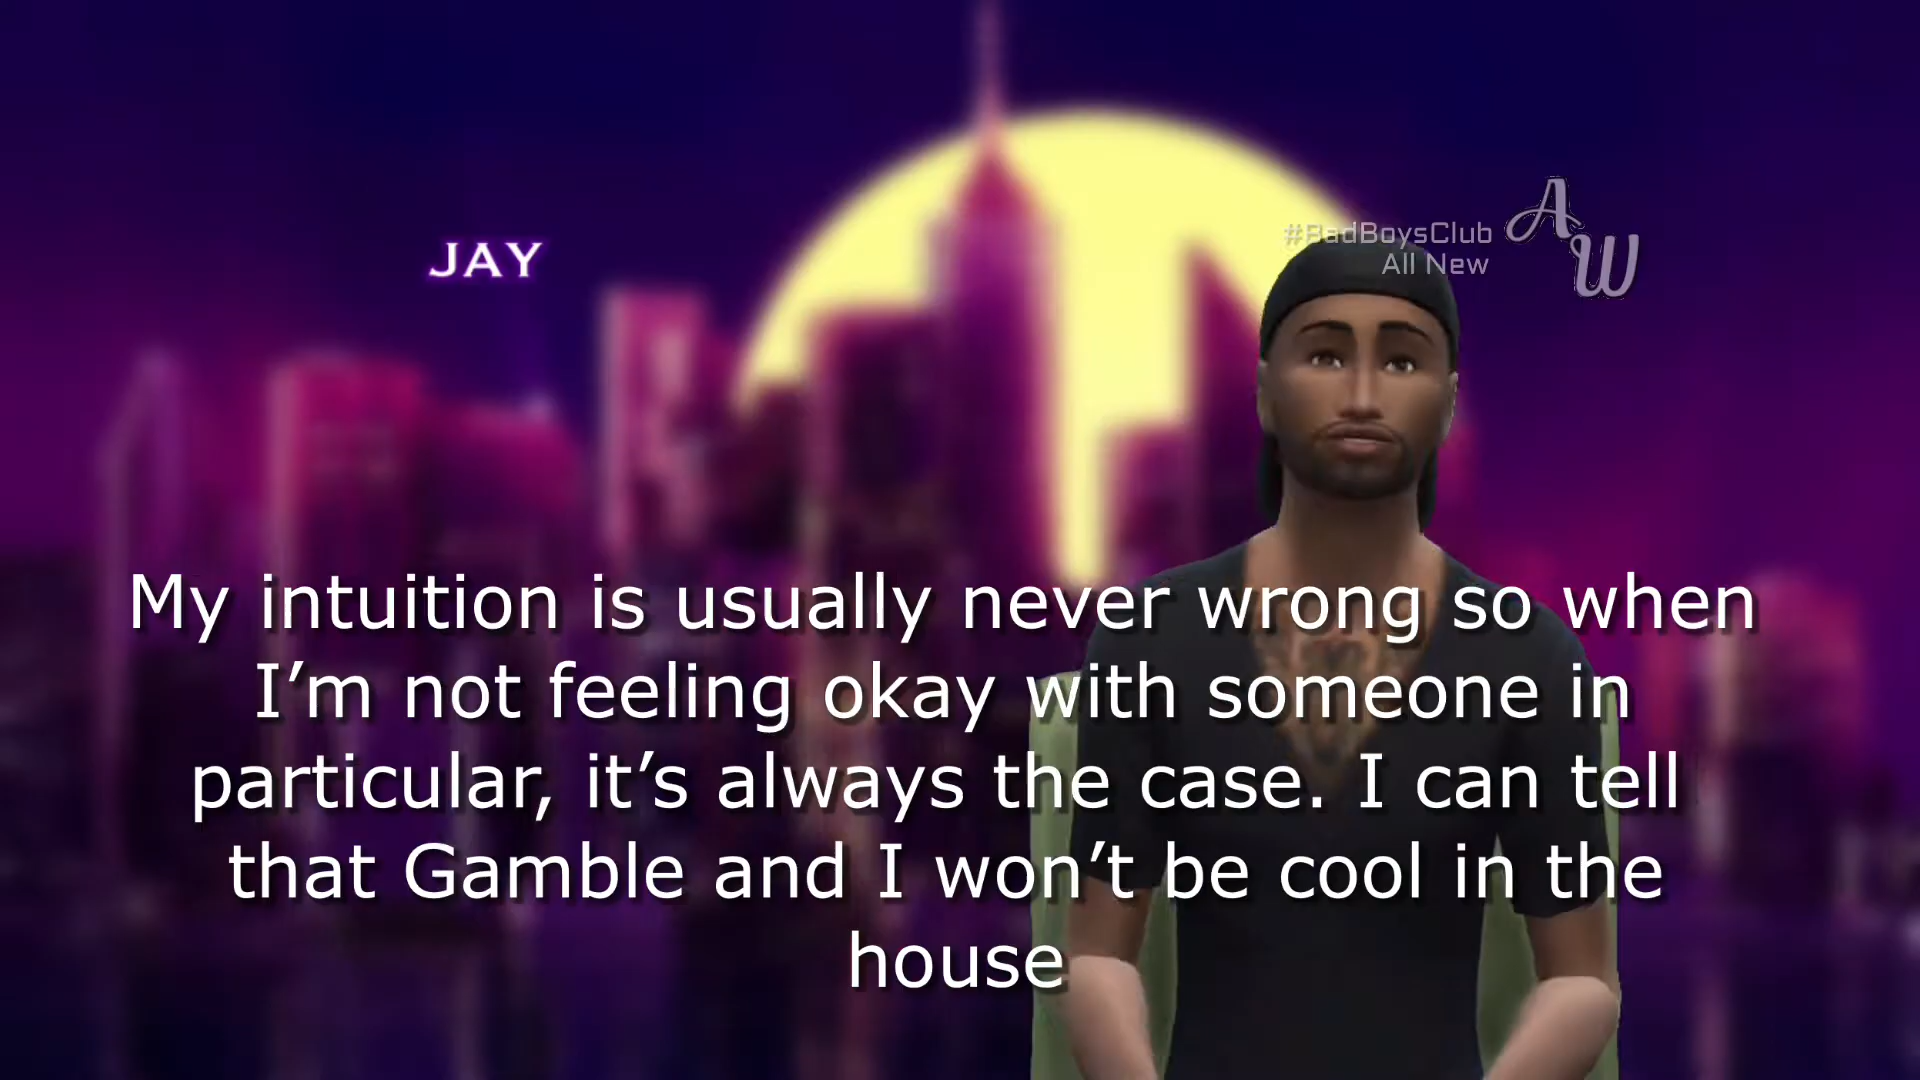 JAY
#BadBoysClub
All New
AW
My intuition is usually never wrong so when
I’m not feeling okay with someone in
particular, it’s always the case. I can tell
that Gamble and I won’t be cool in the
house